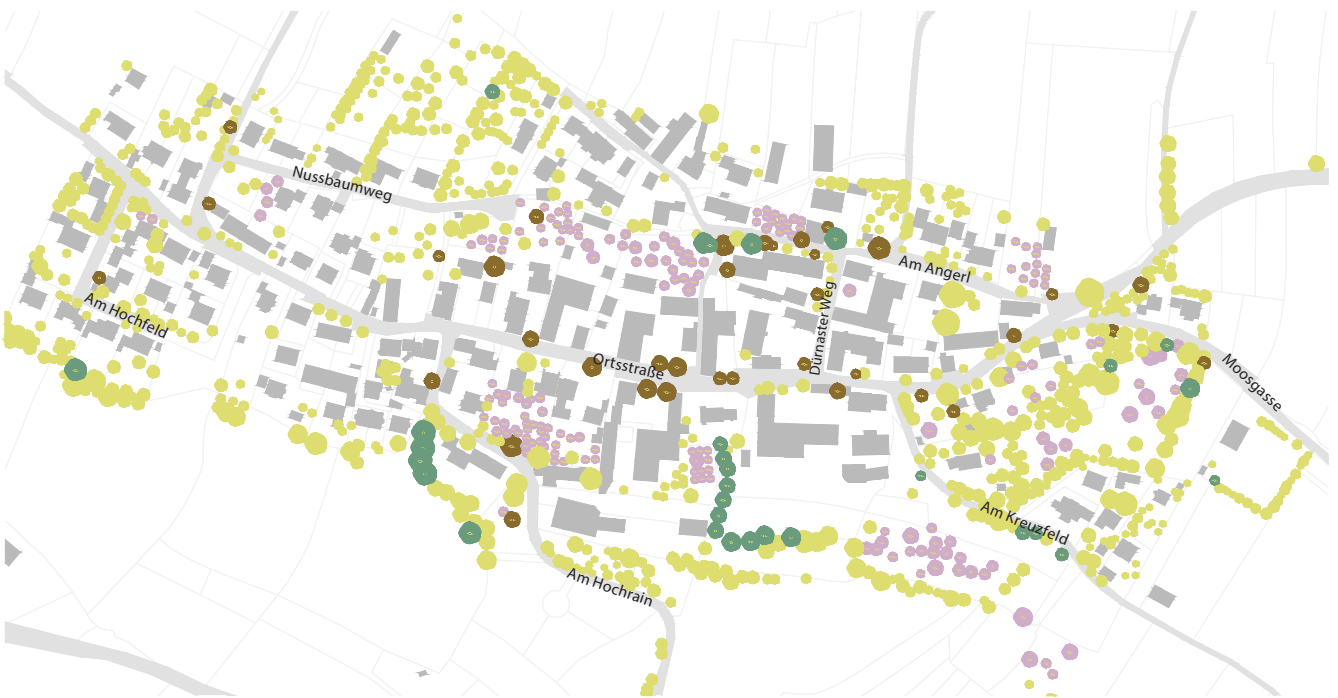 Nussbaumweg
Am Angerl
Am Hochfeld
Dürnaster Weg
Ortsstraße
Moosgasse
Am Kreuzfeld
Am Hochrain